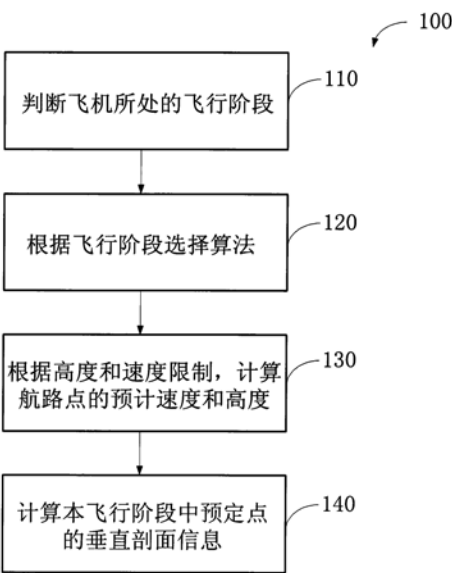 100
判断飞机所处的飞行阶段
110
根据飞行阶段选择算法
120
根据高度和速度限制，计算
航路点的预计速度和高度
130
计算本飞行阶段中预定点
的垂直剖面信息
140